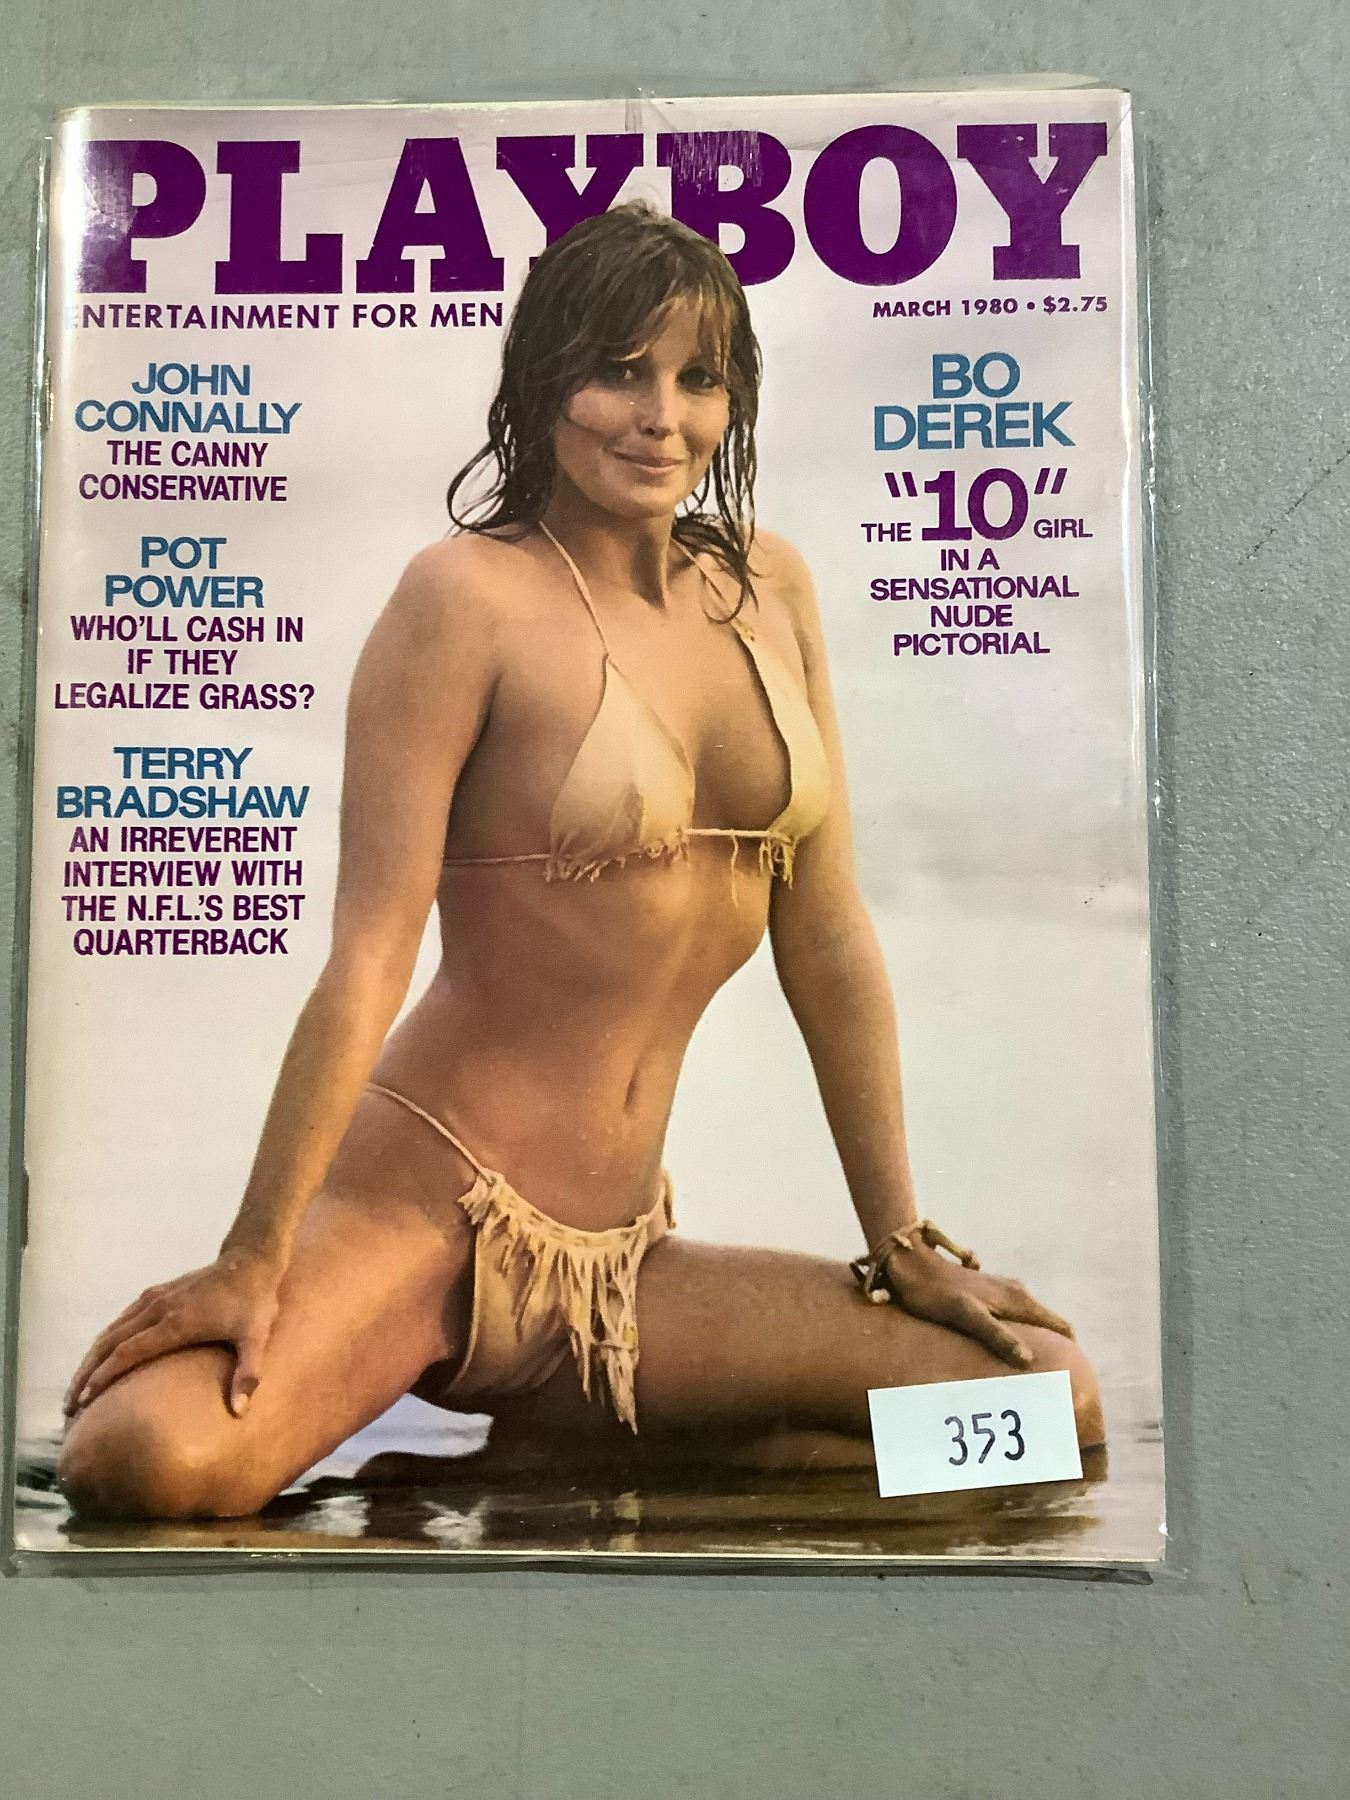 PLAYBOY
ENTERTAINMENT FOR MEN
MARCH 1980 • $2.75
JOHN
CONNALLY
THE CANNY
CONSERVATIVE
POT
POWER
WHO'LL CASH IN
IF THEY
LEGALIZE GRASS?
TERRY
BRADSHAW
AN IRREVERENT
INTERVIEW WITH
THE N.F.L.'S BEST
QUARTERBACK
BO
DEREK
THE "10" GIRL
IN A
SENSATIONAL
NUDE
PICTORIAL
353